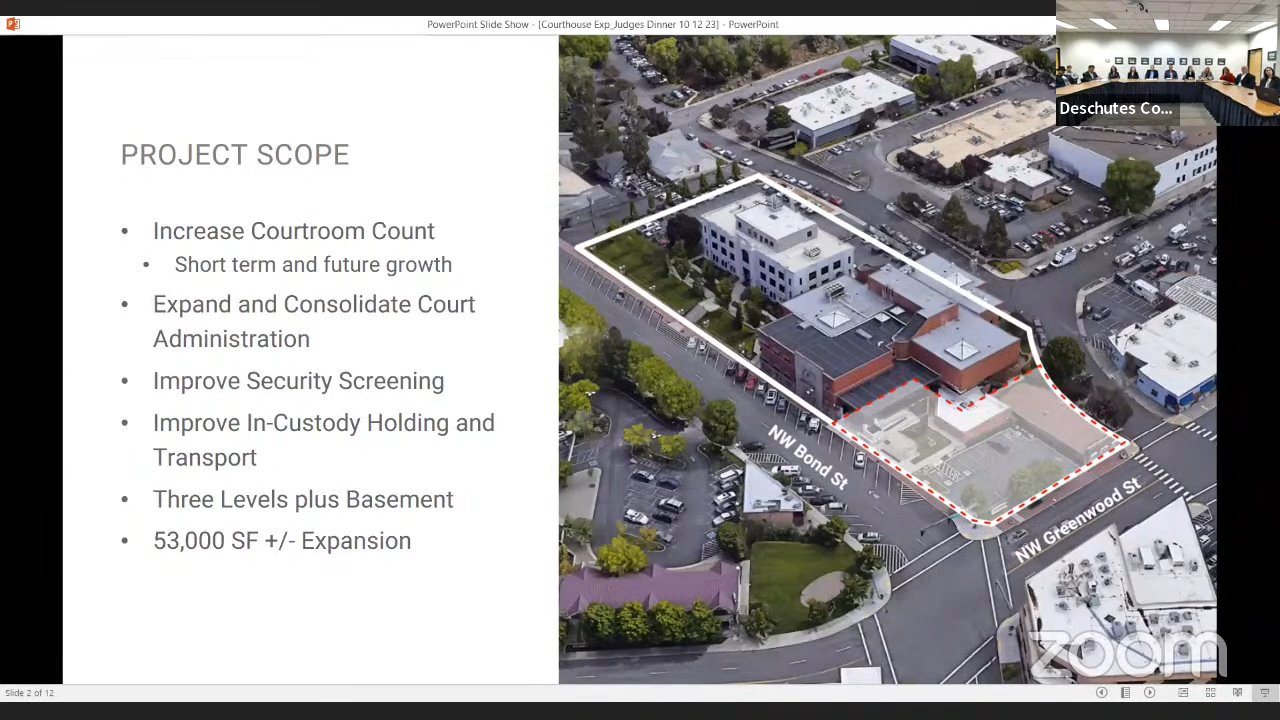 PowerPoint Slide Show - [Courthouse Exp_Judges Dinner 10 12 23] - PowerPoint
Deschutes Co...
PROJECT SCOPE
• Increase Courtroom Count
• Short term and future growth
• Expand and Consolidate Court
Administration
• Improve Security Screening
• Improve In-Custody Holding and
Transport
• Three Levels plus Basement
• 53,000 SF +/- Expansion
NW Bond St
NW Greenwood St
zoom
Slide 2 of 12